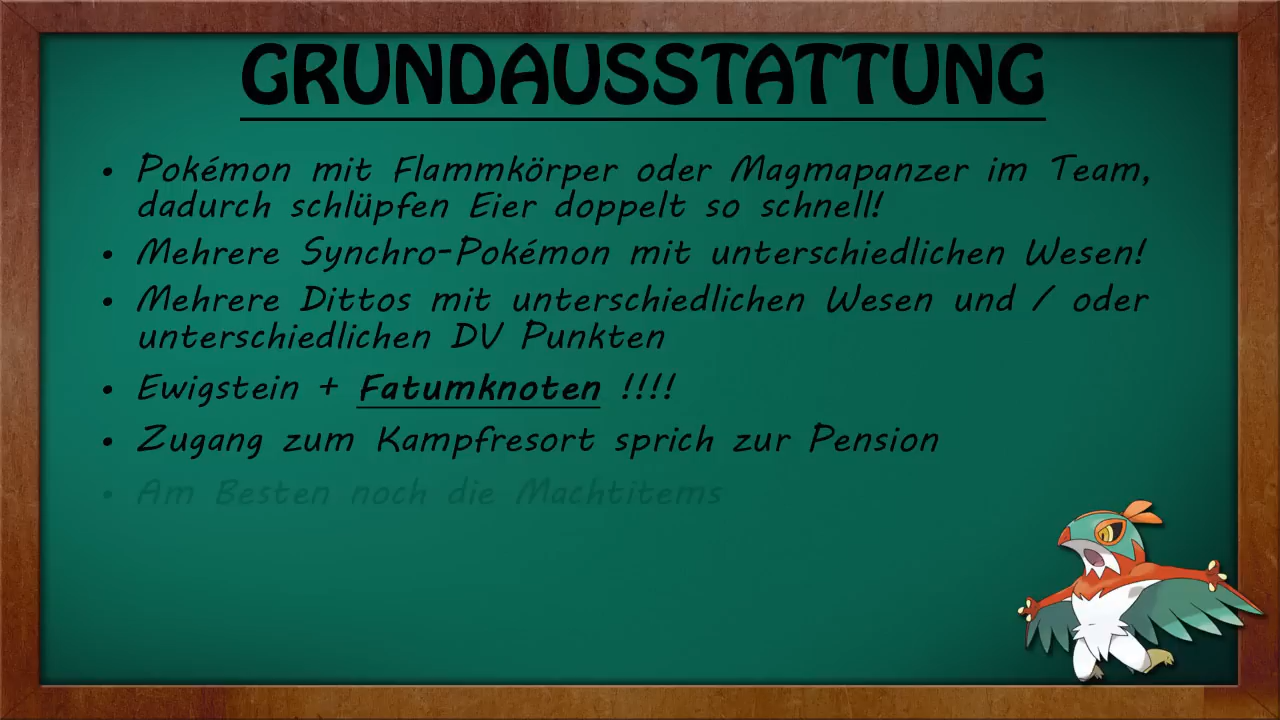 GRUNDAUSSTATTUNG
• Pokémon mit Flammkörper oder Magmapanzer im Team,
dadurch schlüpfen Eier doppelt so schnell!
• Mehrere Synchro-Pokémon mit unterschiedlichen Wesen!
• Mehrere Dittos mit unterschiedlichen Wesen und / oder
unterschiedlichen DV Punkten
• Ewigstein + Fatumknoten !!!!
• Zugang zum Kampfresort sprich zur Pension
• Am Besten noch die Machtitems